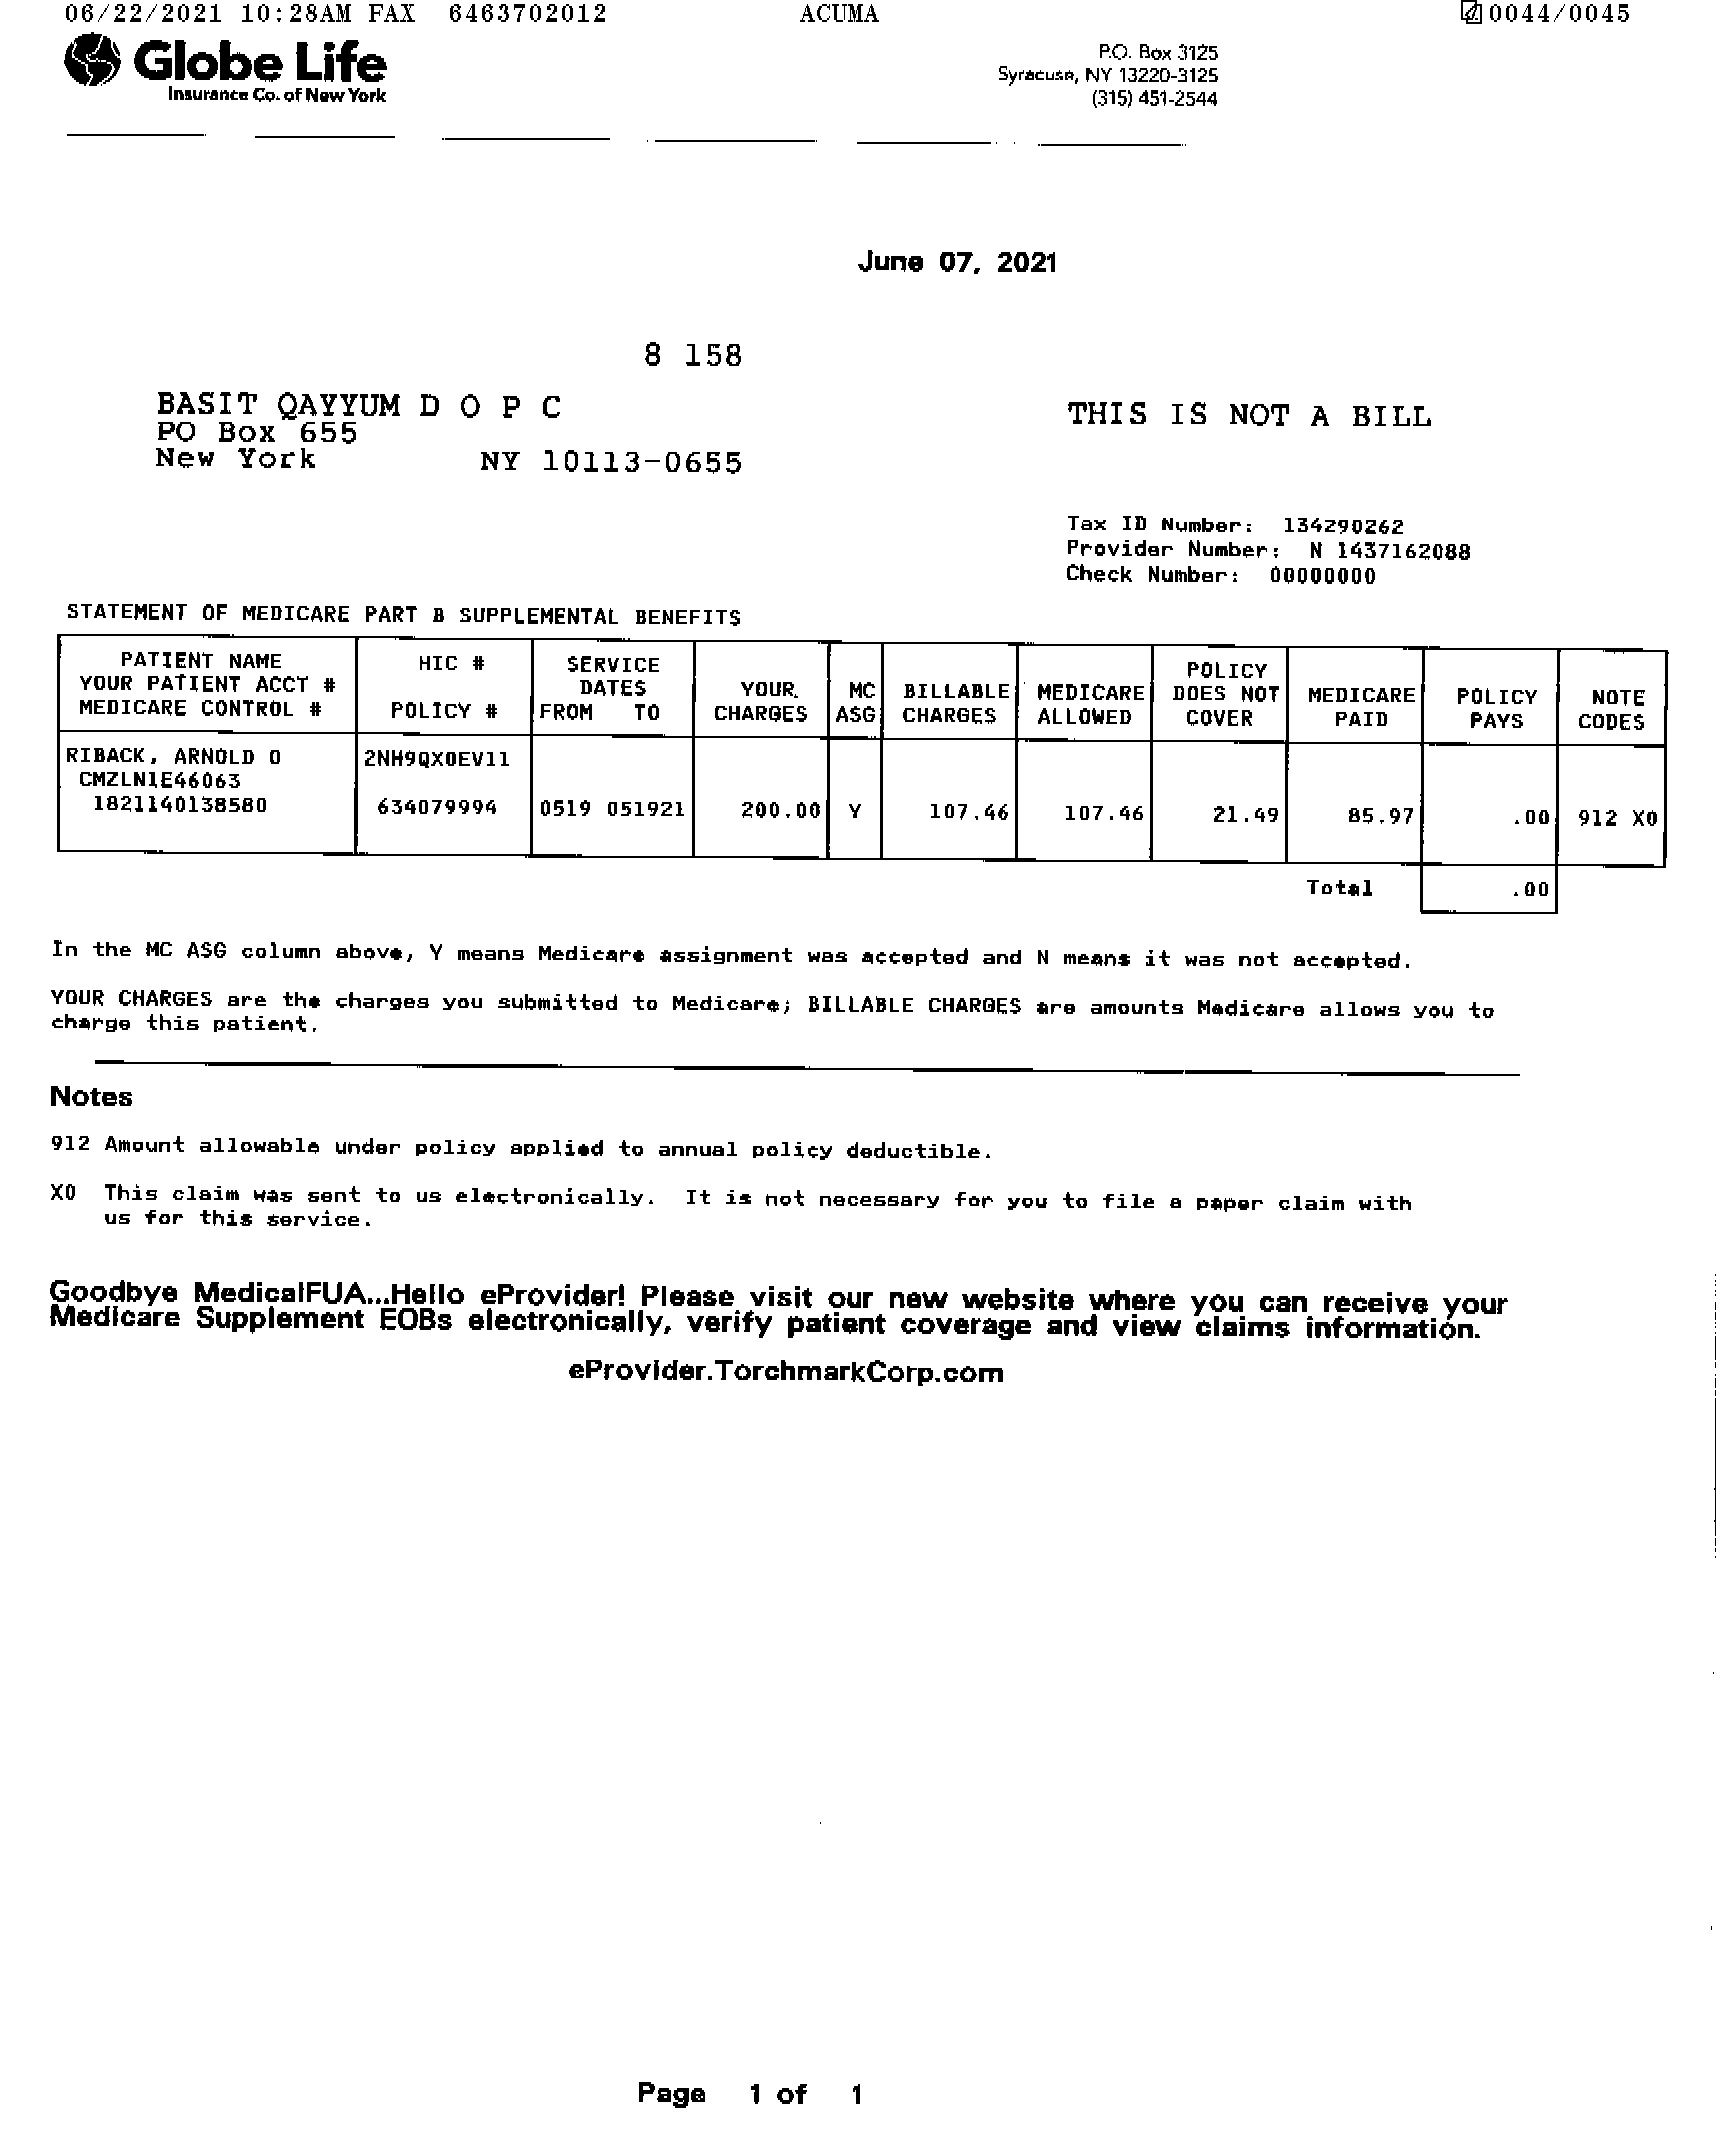 06/22/2021 10:28AM FAX 6463702012 ACUMA 0044/0045
Globe Life
Insurance Co. of New York
P.O. Box 3125
Syracuse, NY 13220-3125
(315) 451-2544
June 07, 2021
8 158
BASIT QAYYUM D O P C
PO Box 655
New York NY 10113-0655
THIS IS NOT A BILL
Tax ID Number: 134290262
Provider Number: N 1437162088
Check Number: 00000000
STATEMENT OF MEDICARE PART B SUPPLEMENTAL BENEFITS
PATIENT NAME
YOUR PATIENT ACCT #
MEDICARE CONTROL #
HIC #
POLICY #
SERVICE
DATES
FROM TO
YOUR
CHARGES
MC
ASG
BILLABLE
CHARGES
MEDICARE
ALLOWED
POLICY
DOES NOT
COVER
MEDICARE
PAID
POLICY
PAYS
NOTE
CODES
RIBACK, ARNOLD O 2NH9QX0EV11
CMZLN1E46063
1821140138580 634079994 0519 051921 200.00 Y 107.46 107.46 21.49 85.97 .00 912 X0
Total .00
In the MC ASG column above, Y means Medicare assignment was accepted and N means it was not accepted.
YOUR CHARGES are the charges you submitted to Medicare; BILLABLE CHARGES are amounts Medicare allows you to
charge this patient.
Notes
912 Amount allowable under policy applied to annual policy deductible.
X0 This claim was sent to us electronically. It is not necessary for you to file a paper claim with
us for this service.
Goodbye MedicalFUA...Hello eProvider! Please visit our new website where you can receive your
Medicare Supplement EOBs electronically, verify patient coverage and view claims information.
eProvider.TorchmarkCorp.com
Page 1 of 1